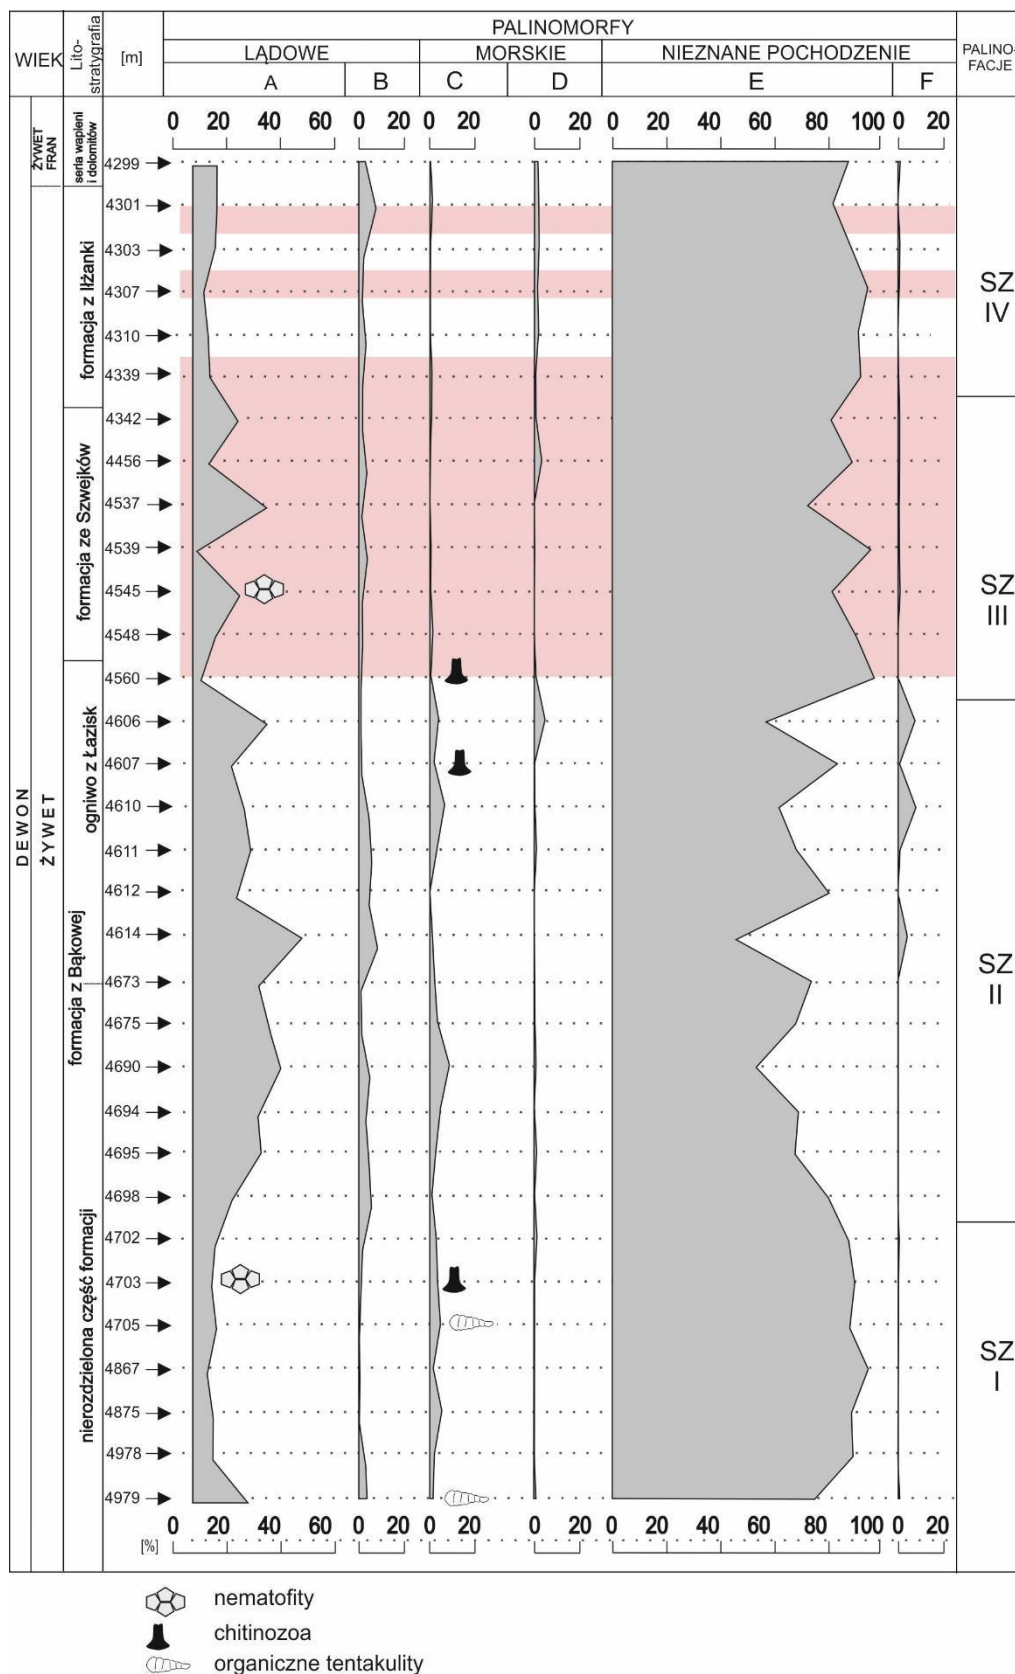 PALINOMORFY
WIEK
Lito-
stratygrafia
[m]
LĄDOWE
MORSKIE
NIEZNANE POCHODZENIE
PALINO-
FACJE
A
B
C
D
E
F
0 20 40 60 0 20 0 20 0 20 0 20 40 60 80 100 0 20
ŻYWET
FRAN
seria wapieni
i dolomitów
4299
4301
4303
4307
4310
4339
formacja z Iłżanki
SZ
IV
4342
4456
4537
4539
4545
4548
formacja ze Szwejków
SZ
III
4560
4606
4607
4610
4611
4612
4614
ogniwo z Łazisk
DEWON
ŻYWET
formacja z Bąkowej
SZ
II
4673
4675
4690
4694
4695
4698
4702
4703
4705
4867
4875
4978
4979
nierozdzielona część formacji
SZ
I
0 20 40 60 0 20 0 20 0 20 0 20 40 60 80 100 0 20
[%]
nematofity
chitinozoa
organiczne tentakulity